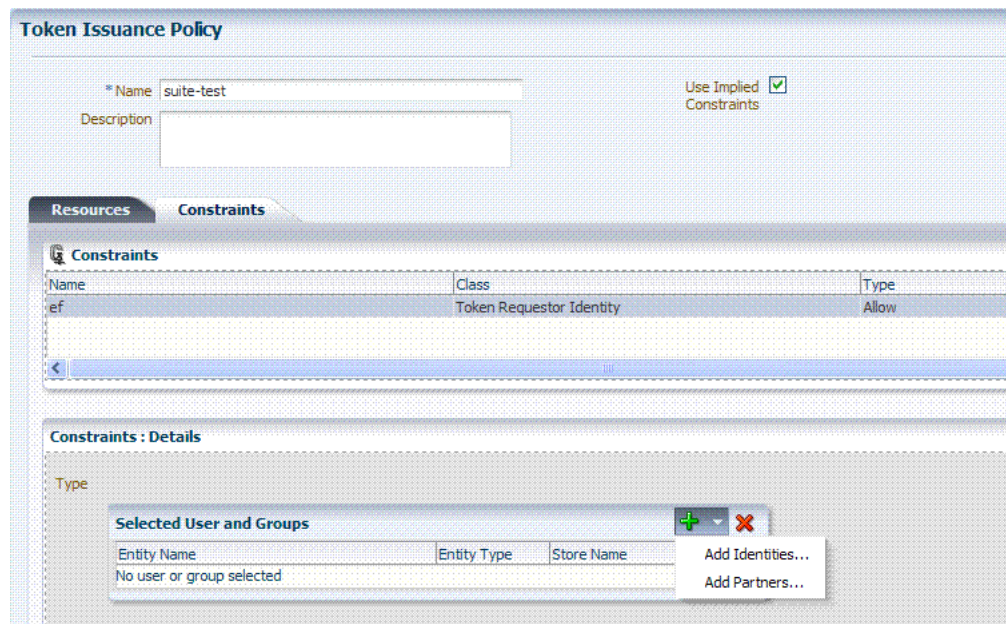 Token Issuance Policy
* Name suite-test
Use Implied
Constraints
Description
Resources Constraints
Constraints
Name Class Type
ef Token Requestor Identity Allow
Constraints : Details
Type
Selected User and Groups
Entity Name Entity Type Store Name
No user or group selected
Add Identities...
Add Partners...